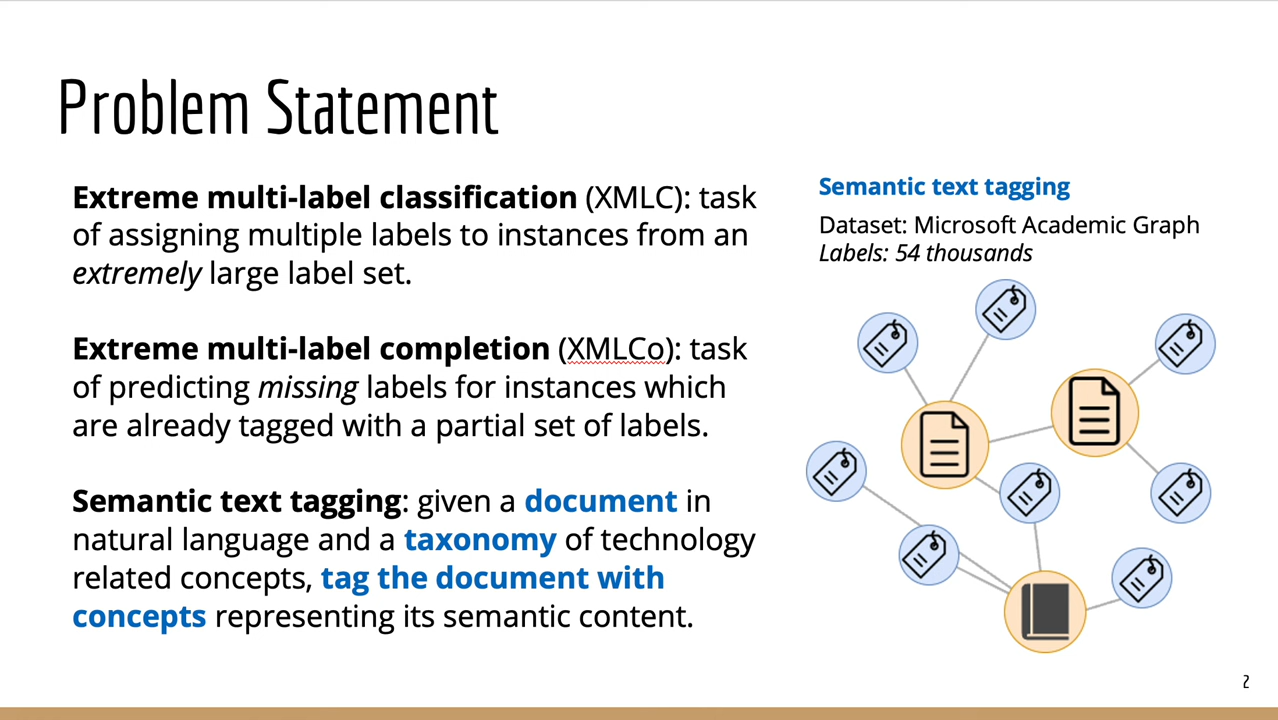 Problem Statement
Extreme multi-label classification (XMLC): task
of assigning multiple labels to instances from an
extremely large label set.
Extreme multi-label completion (XMLCo): task
of predicting missing labels for instances which
are already tagged with a partial set of labels.
Semantic text tagging: given a document in
natural language and a taxonomy of technology
related concepts, tag the document with
concepts representing its semantic content.
Semantic text tagging
Dataset: Microsoft Academic Graph
Labels: 54 thousands
2